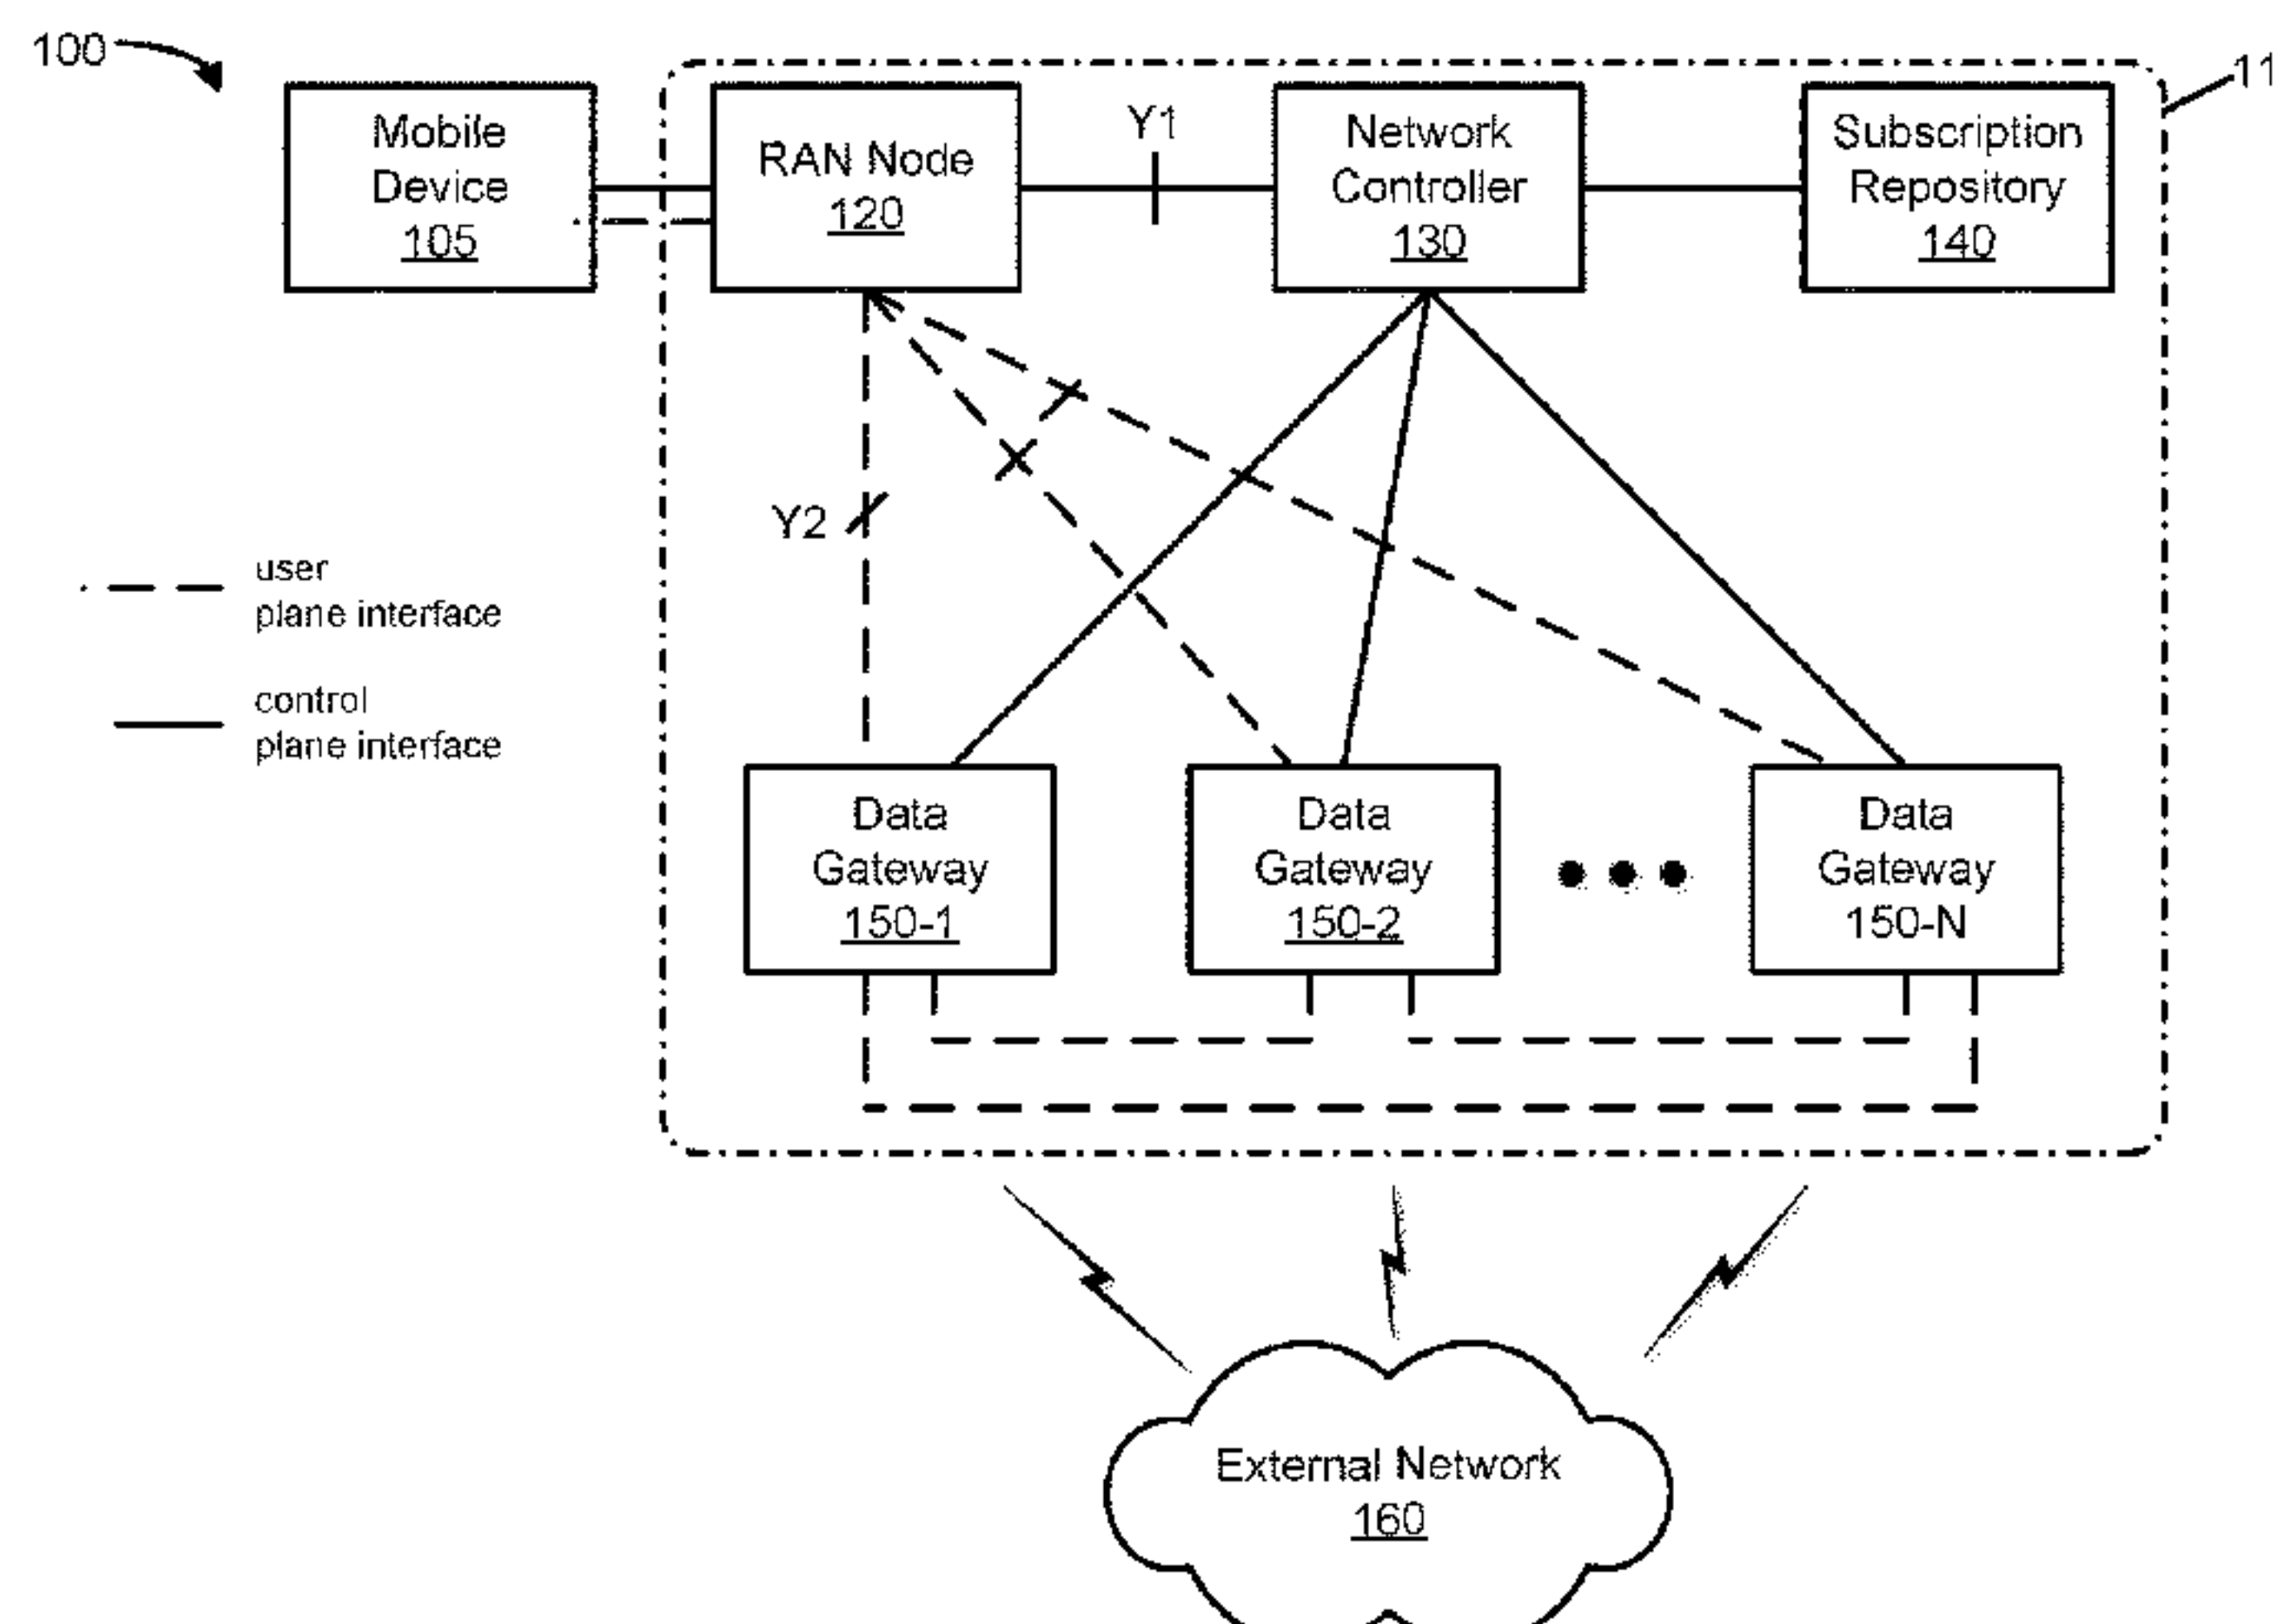 100
11
Mobile
Device
105
RAN Node
120
Y1
Network
Controller
130
Subscription
Repository
140
Y2
user
plane interface
control
plane interface
Data
Gateway
150-1
Data
Gateway
150-2
Data
Gateway
150-N
External Network
160